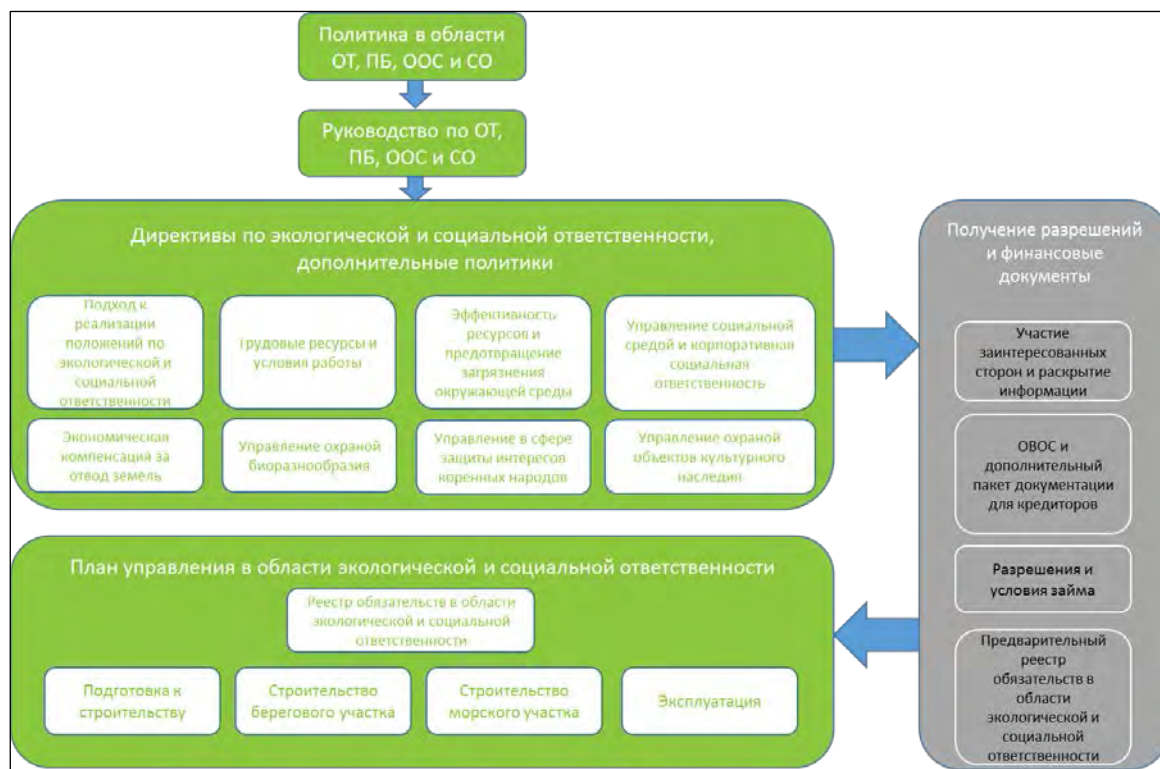 Политика в области
ОТ, ПБ, ООС и СО
Руководство по ОТ,
ПБ, ООС и СО
Директивы по экологической и социальной ответственности,
дополнительные политики
Подход к
реализации
положений по
экологической и
социальной
ответственности
Трудовые ресурсы и
условия работы
Эффективность
ресурсов и
предотвращение
загрязнения
окружающей среды
Управление социальной
средой и корпоративная
социальная
ответственность
Экономическая
компенсация за
отвод земель
Управление охраной
биоразнообразия
Управление в сфере
защиты интересов
коренных народов
Управление охраной
объектов культурного
наследия
Получение разрешений
и финансовые
документы
Участие
заинтересованных
сторон и раскрытие
информации
ОВОС и
дополнительный
пакет документации
для кредиторов
Разрешения и
условия займа
Предварительный
реестр
обязательств в
области
экологической и
социальной
ответственности
План управления в области экологической и социальной ответственности
Реестр обязательств в области
экологической и социальной
ответственности
Подготовка к
строительству
Строительство
берегового участка
Строительство
морского участка
Эксплуатация